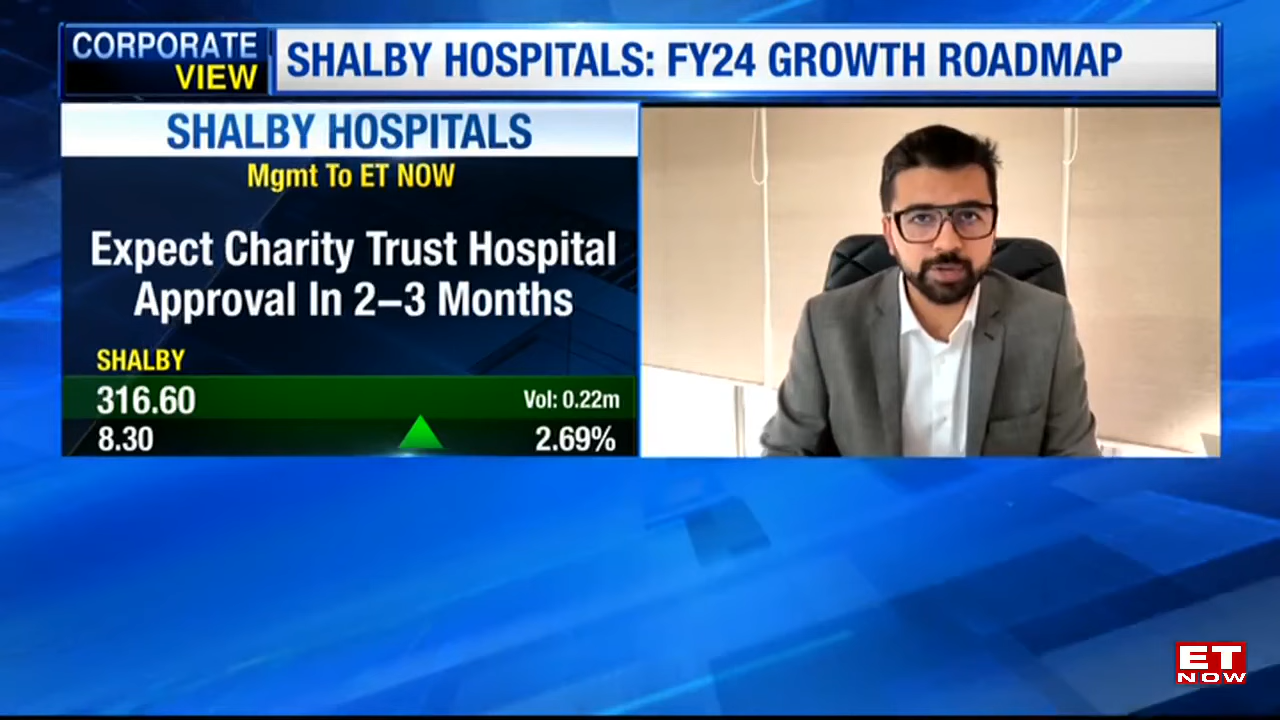 CORPORATE
VIEW
SHALBY HOSPITALS: FY24 GROWTH ROADMAP
SHALBY HOSPITALS
Mgmt To ET NOW
Expect Charity Trust Hospital
Approval In 2–3 Months
SHALBY
316.60 Vol: 0.22m
8.30 2.69%
ET
NOW